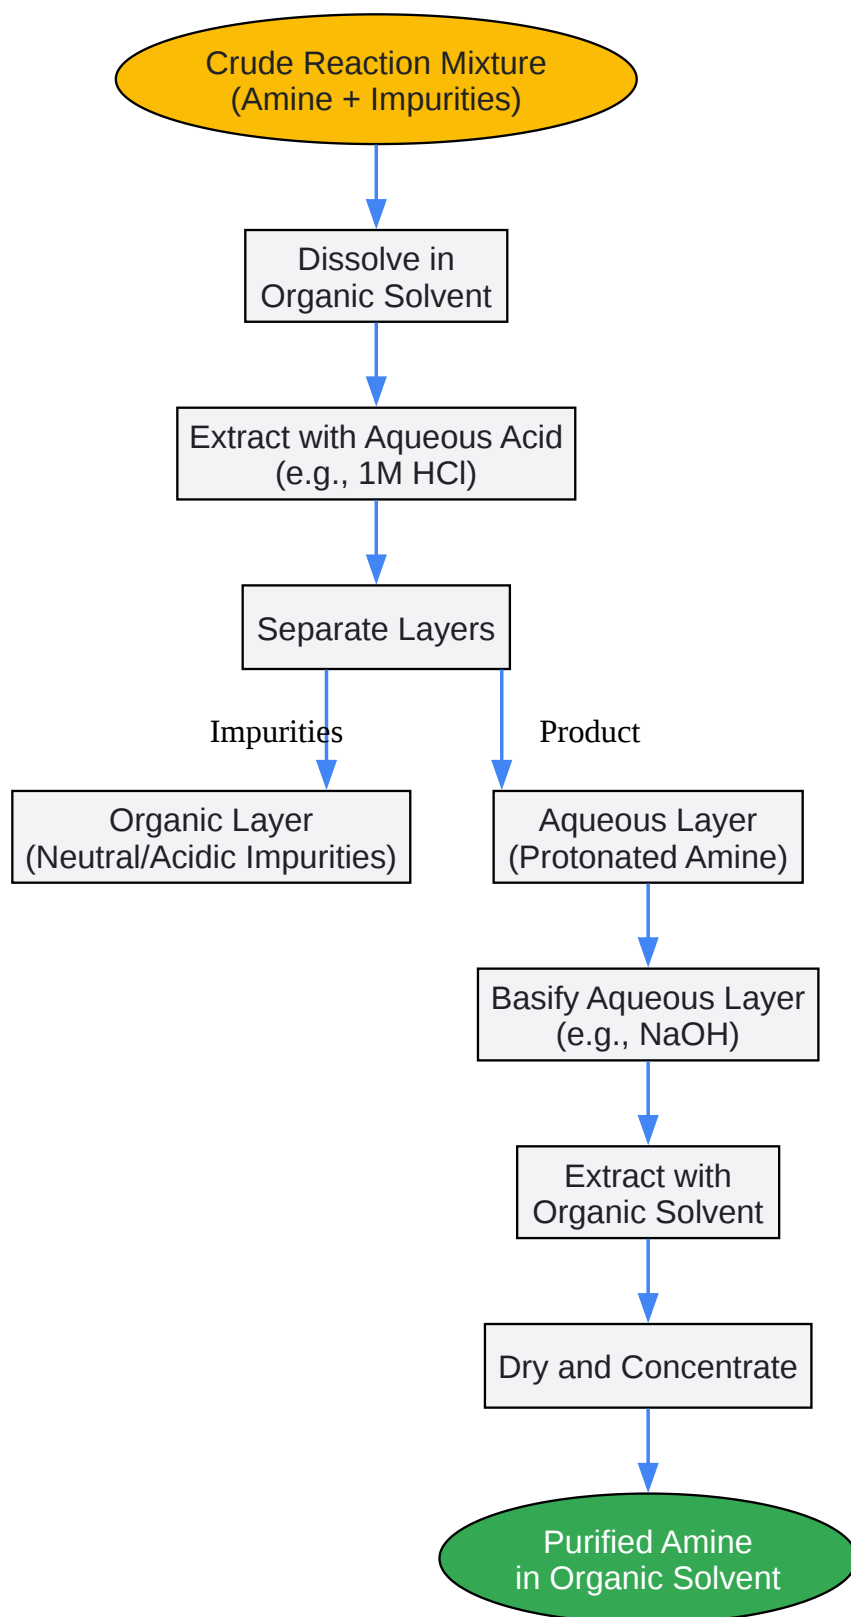 Crude Reaction Mixture
(Amine + Impurities)
Dissolve in
Organic Solvent
Extract with Aqueous Acid
(e.g., 1M HCl)
Separate Layers
Impurities
Product
Organic Layer
(Neutral/Acidic Impurities)
Aqueous Layer
(Protonated Amine)
Basify Aqueous Layer
(e.g., NaOH)
Extract with
Organic Solvent
Dry and Concentrate
Purified Amine
in Organic Solvent